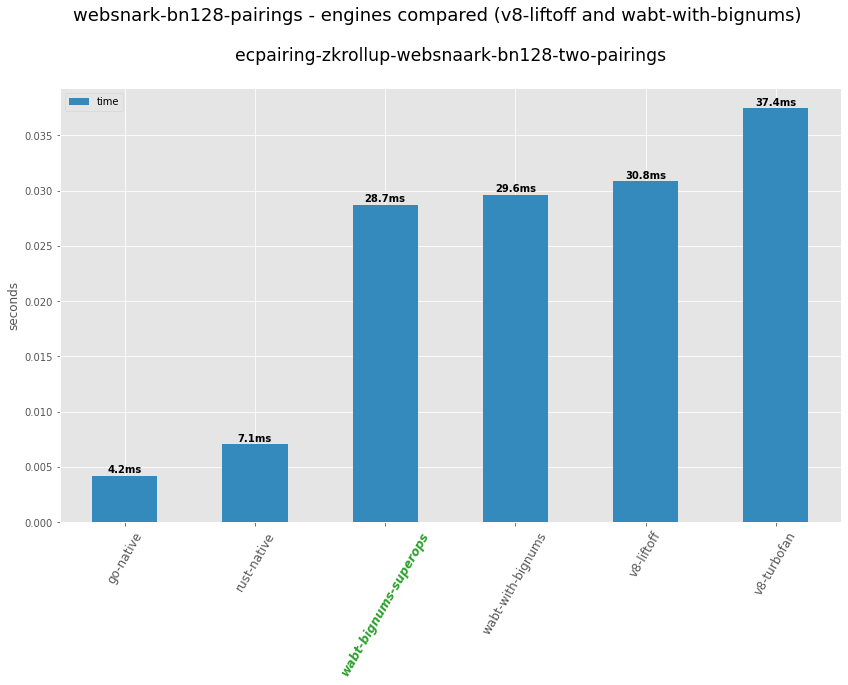 websnark-bn128-pairings - engines compared (v8-liftoff and wabt-with-bignums)
ecpairing-zkrollup-websnaark-bn128-two-pairings
time
37.4ms
30.8ms
29.6ms
28.7ms
7.1ms
4.2ms
0.035
0.030
0.025
0.020
0.015
0.010
0.005
0.000
seconds
go-native
rust-native
wabt-bignums-superops
wabt-with-bignums
v8-liftoff
v8-turbofan